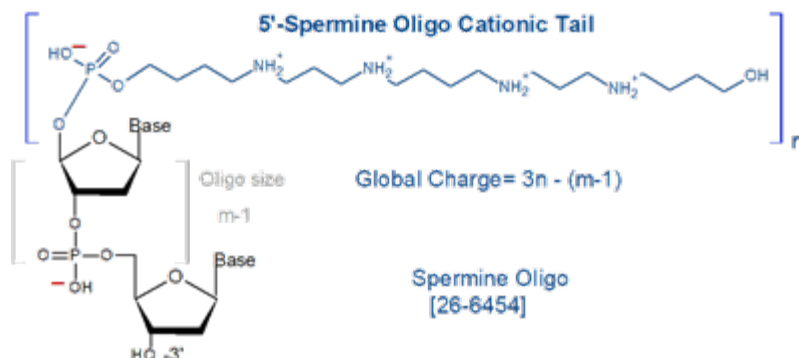 5'-Spermine Oligo Cationic Tail
HO
O
P
O
NH2+
NH2+
NH2+
NH2+
OH
O
Base
n
O
Oligo size
m-1
Global Charge= 3n - (m-1)
O
O=P-O
OH
Base
O
Spermine Oligo
[26-6454]
HO -3'